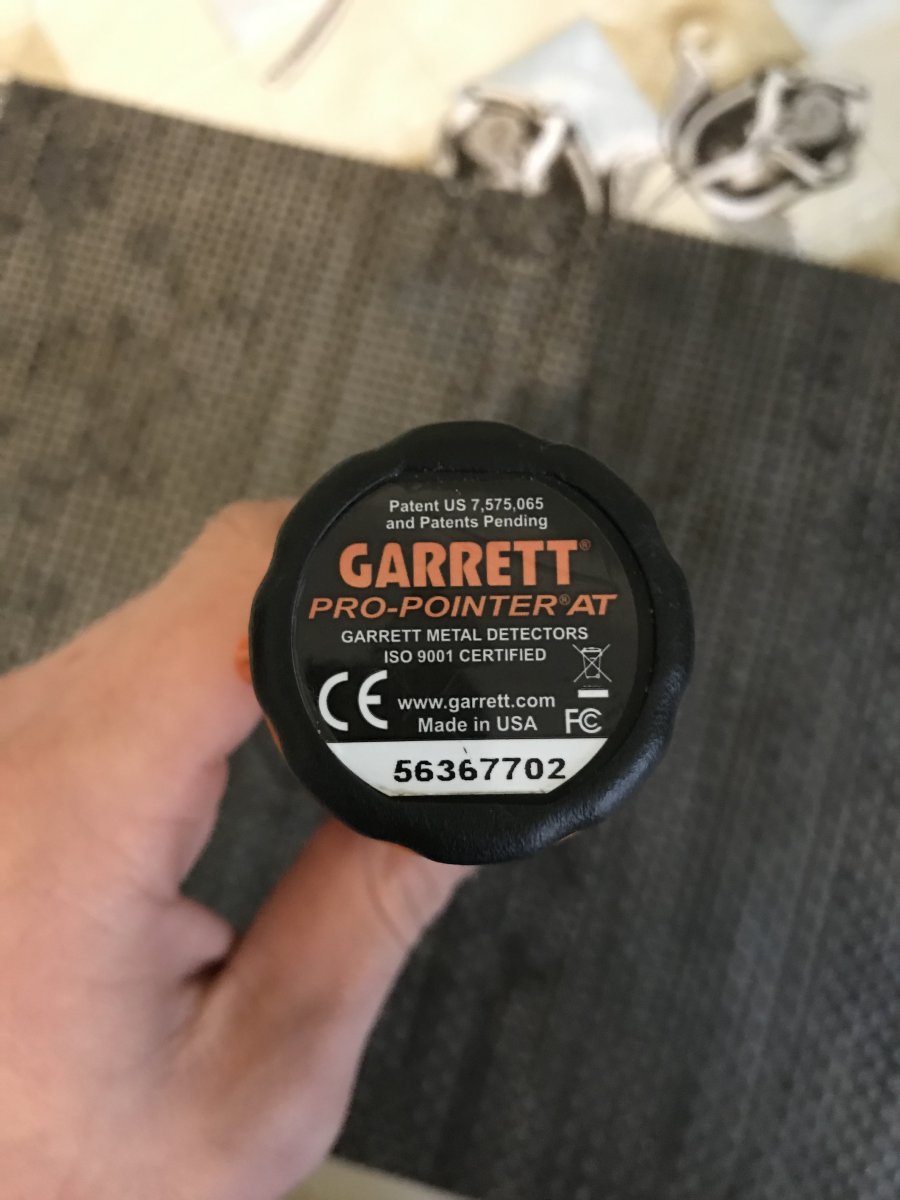 Patent US 7,575,065
and Patents Pending
GARRETT®
PRO-POINTER® AT
GARRETT METAL DETECTORS
ISO 9001 CERTIFIED
CE
www.garrett.com
Made in USA
FC
56367702